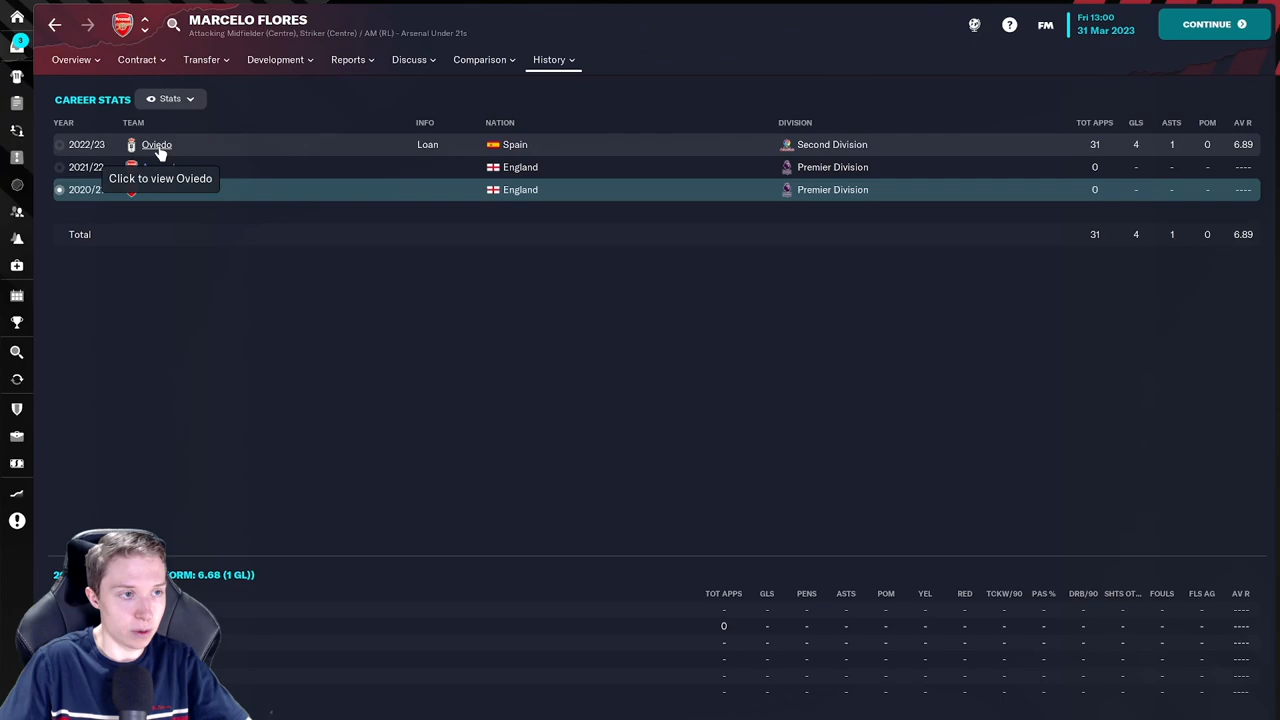 MARCELO FLORES
Attacking Midfielder (Centre), Striker (Centre) / AM (RL) - Arsenal Under 21s
3
11
?
FM
Fri 13:00
31 Mar 2023
CONTINUE
Overview
Contract
Transfer
Development
Reports
Discuss
Comparison
History
CAREER STATS
Stats
YEAR TEAM INFO NATION DIVISION TOT APPS GLS ASTS POM AV R
2022/23 Oviedo Loan Spain Second Division 31 4 1 0 6.89
2021/22 England Premier Division 0 - - - ----
Click to view Oviedo
England Premier Division 0 - - - ----
Total 31 4 1 0 6.89
ORM: 6.68 (1 GL))
TOT APPS GLS PENS ASTS POM YEL RED TCKW/90 PAS % DRB/90 SHTS OT... FOULS FLS AG AV R
- - - - - - - - - - - - - ----
0 - - - - - - - - - - - - ----
- - - - - - - - - - - - - ----
- - - - - - - - - - - - - ----
- - - - - - - - - - - - - ----
- - - - - - - - - - - - - ----